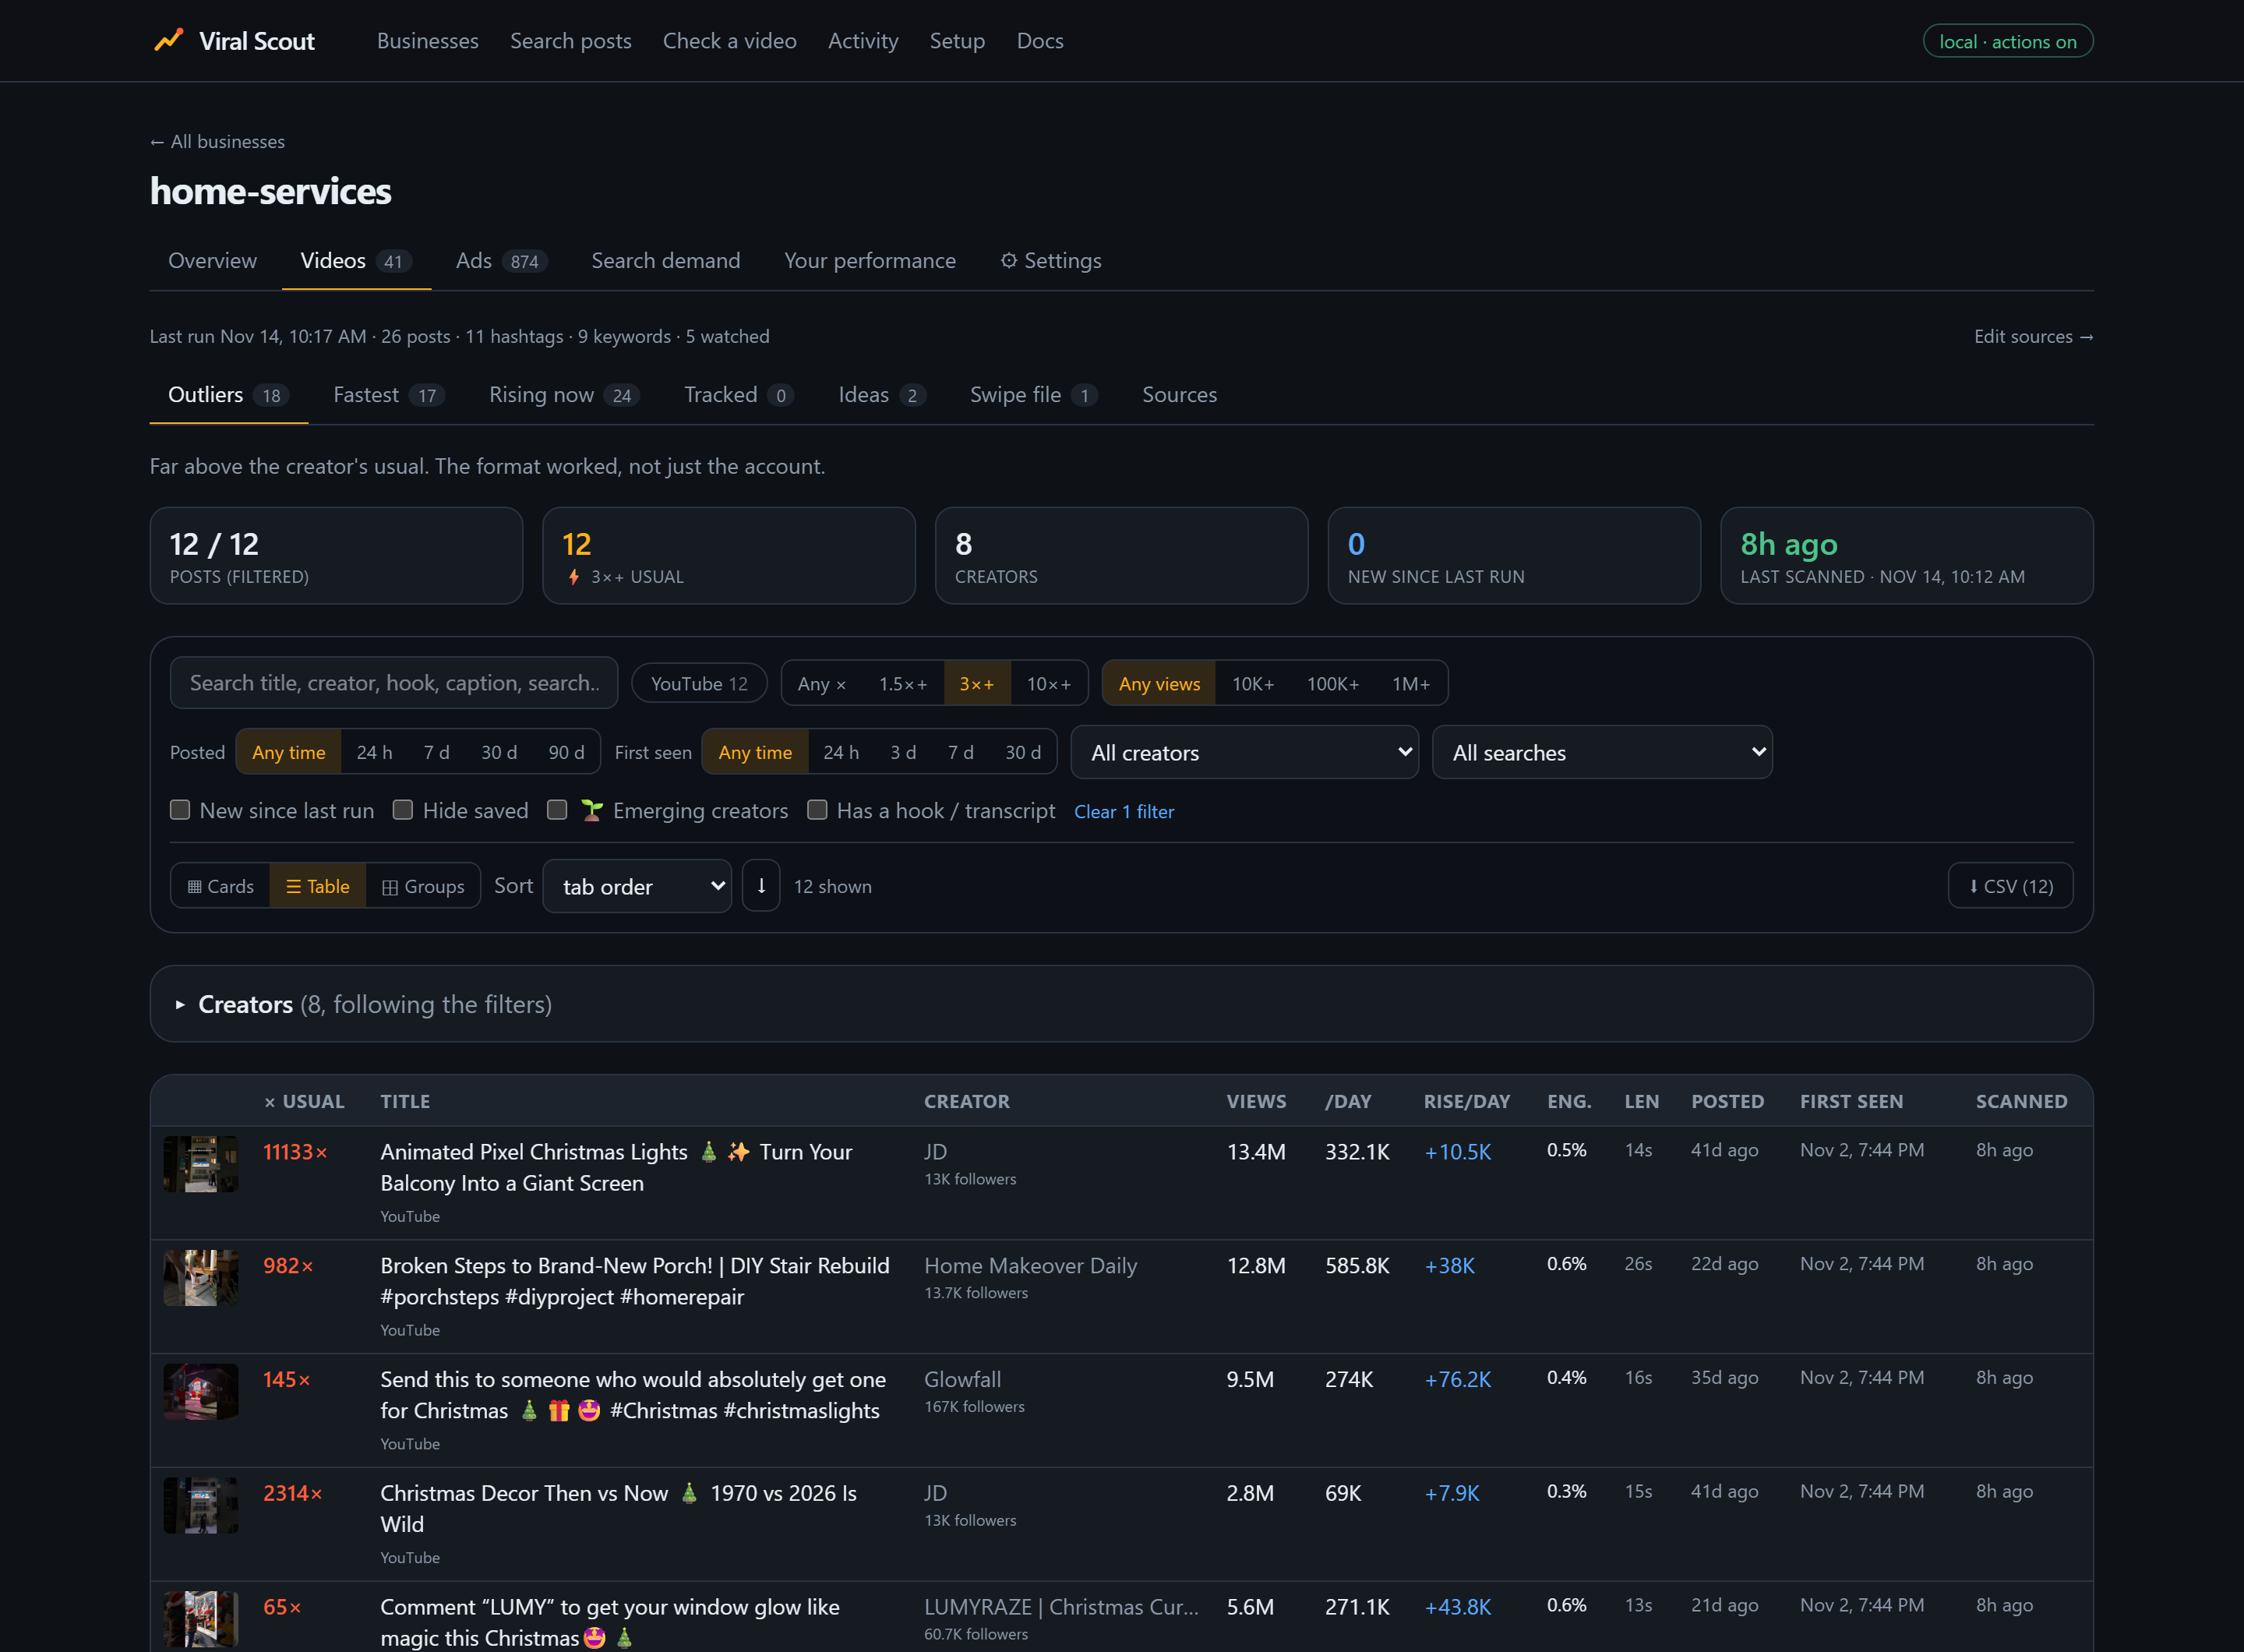 Viral Scout
Businesses Search posts Check a video Activity Setup Docs
local · actions on
← All businesses
home-services
Overview Videos 41 Ads 874 Search demand Your performance ⚙ Settings
Last run Nov 14, 10:17 AM · 26 posts · 11 hashtags · 9 keywords · 5 watched
Edit sources →
Outliers 18 Fastest 17 Rising now 24 Tracked 0 Ideas 2 Swipe file 1 Sources
Far above the creator's usual. The format worked, not just the account.
12 / 12
POSTS (FILTERED)
12
⚡ 3×+ USUAL
8
CREATORS
0
NEW SINCE LAST RUN
8h ago
LAST SCANNED · NOV 14, 10:12 AM
Search title, creator, hook, caption, search..
YouTube 12
Any × 1.5×+ 3×+ 10×+
Any views 10K+ 100K+ 1M+
Posted Any time 24 h 7 d 30 d 90 d
First seen Any time 24 h 3 d 7 d 30 d
All creators
All searches
New since last run Hide saved 🌱 Emerging creators Has a hook / transcript Clear 1 filter
▦ Cards ☰ Table ⊞ Groups Sort tab order ↓ 12 shown
⬇ CSV (12)
▸ Creators (8, following the filters)
× USUAL TITLE CREATOR VIEWS /DAY RISE/DAY ENG. LEN POSTED FIRST SEEN SCANNED
11133× Animated Pixel Christmas Lights 🎄 ✨ Turn Your JD 13.4M 332.1K +10.5K 0.5% 14s 41d ago Nov 2, 7:44 PM 8h ago
Balcony Into a Giant Screen 13K followers
YouTube
982× Broken Steps to Brand-New Porch! | DIY Stair Rebuild Home Makeover Daily 12.8M 585.8K +38K 0.6% 26s 22d ago Nov 2, 7:44 PM 8h ago
#porchsteps #diyproject #homerepair 13.7K followers
YouTube
145× Send this to someone who would absolutely get one Glowfall 9.5M 274K +76.2K 0.4% 16s 35d ago Nov 2, 7:44 PM 8h ago
for Christmas 🎄 🎁 🤩 #Christmas #christmaslights 167K followers
YouTube
2314× Christmas Decor Then vs Now 🎄 1970 vs 2026 Is JD 2.8M 69K +7.9K 0.3% 15s 41d ago Nov 2, 7:44 PM 8h ago
Wild 13K followers
YouTube
65× Comment “LUMY” to get your window glow like LUMYRAZE | Christmas Cur... 5.6M 271.1K +43.8K 0.6% 13s 21d ago Nov 2, 7:44 PM 8h ago
magic this Christmas🤩 🎄 60.7K followers